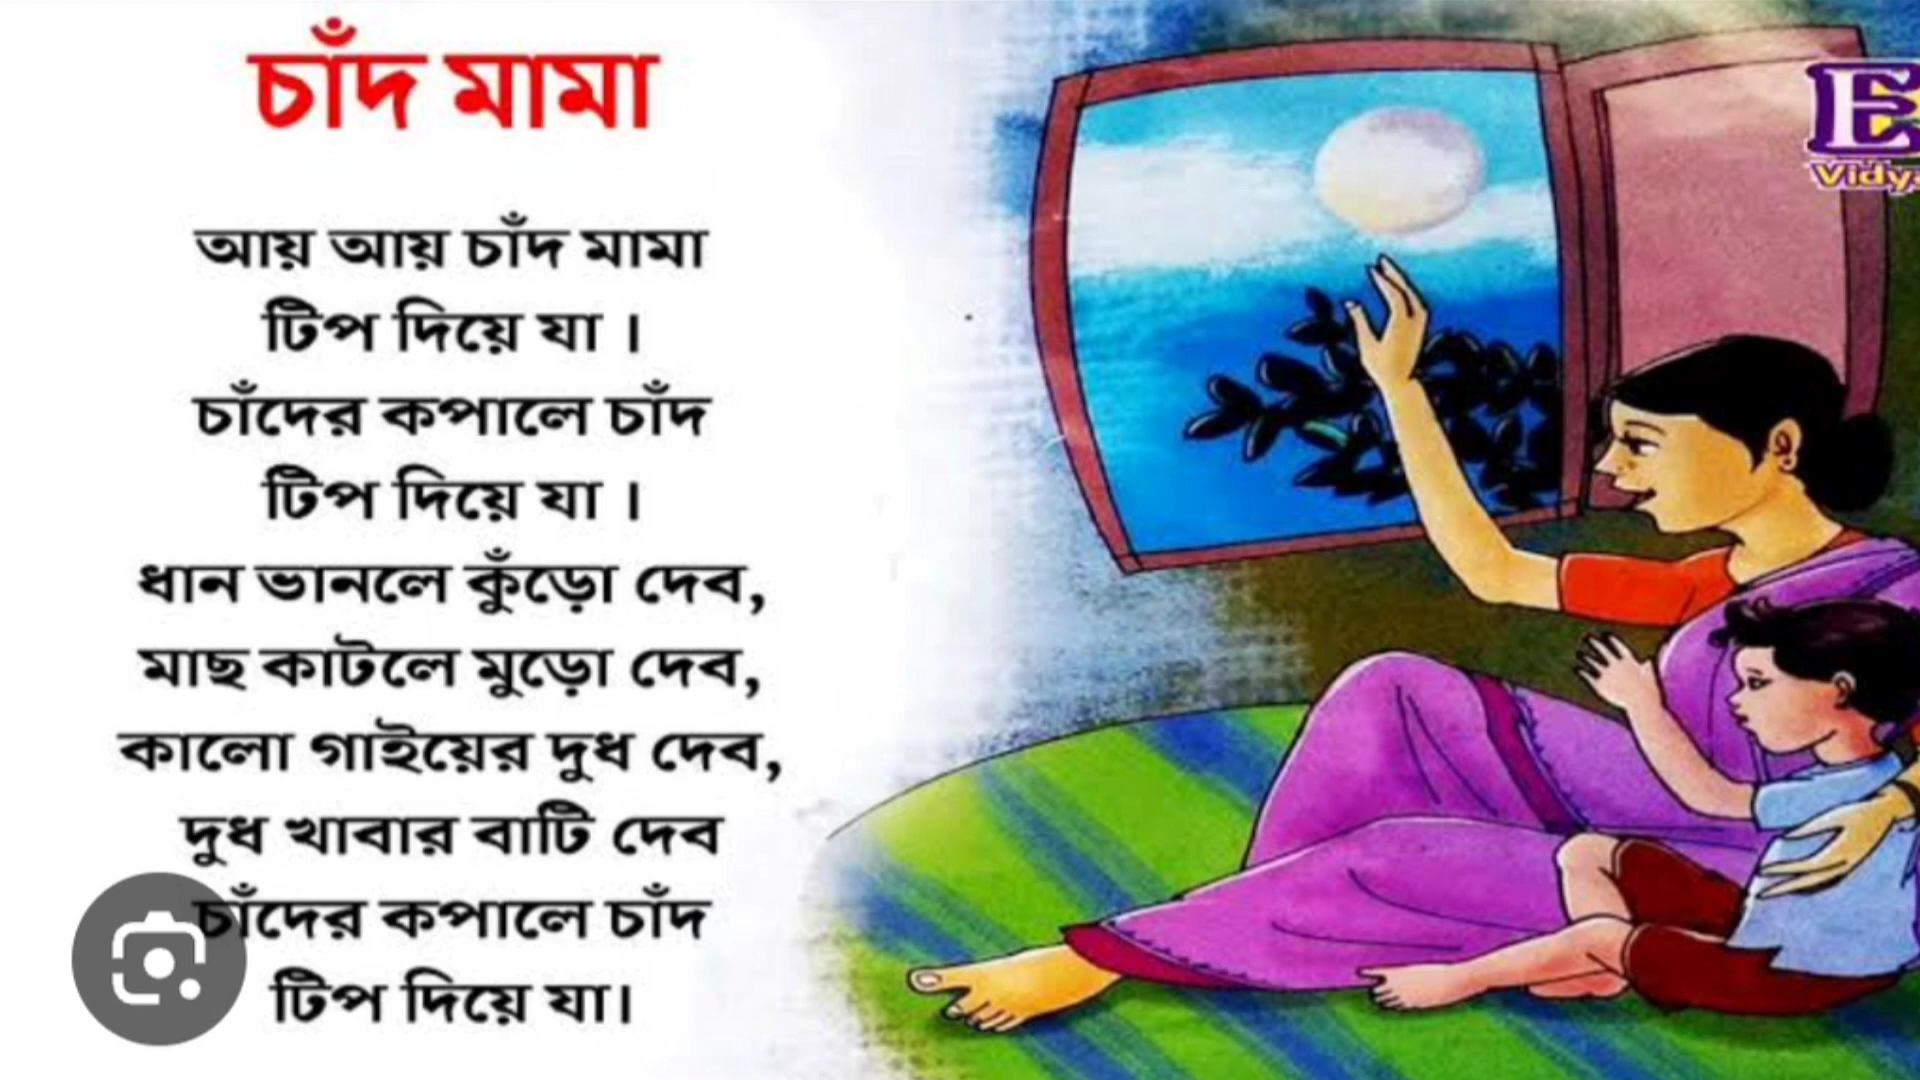 চাঁদ মামা
আয় আয় চাঁদ মামা
টিপ দিয়ে যা ।
চাঁদের কপালে চাঁদ
টিপ দিয়ে যা ।
ধান ভানলে কুঁড়ো দেব,
মাছ কাটলে মুড়ো দেব,
কালো গাইয়ের দুধ দেব,
দুধ খাবার বাটি দেব
চাঁদের কপালে চাঁদ
টিপ দিয়ে যা।
E